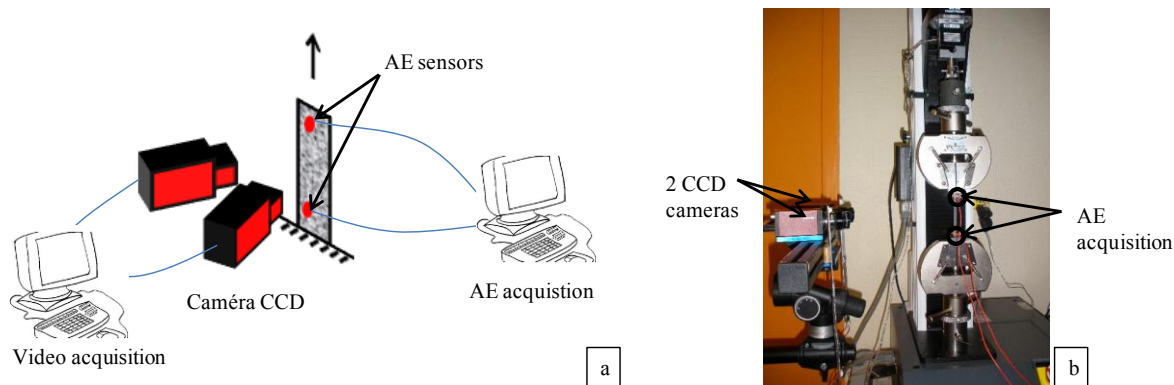 AE sensors
Caméra CCD
AE acquistion
Video acquisition
a
2 CCD
cameras
AE
acquisition
b